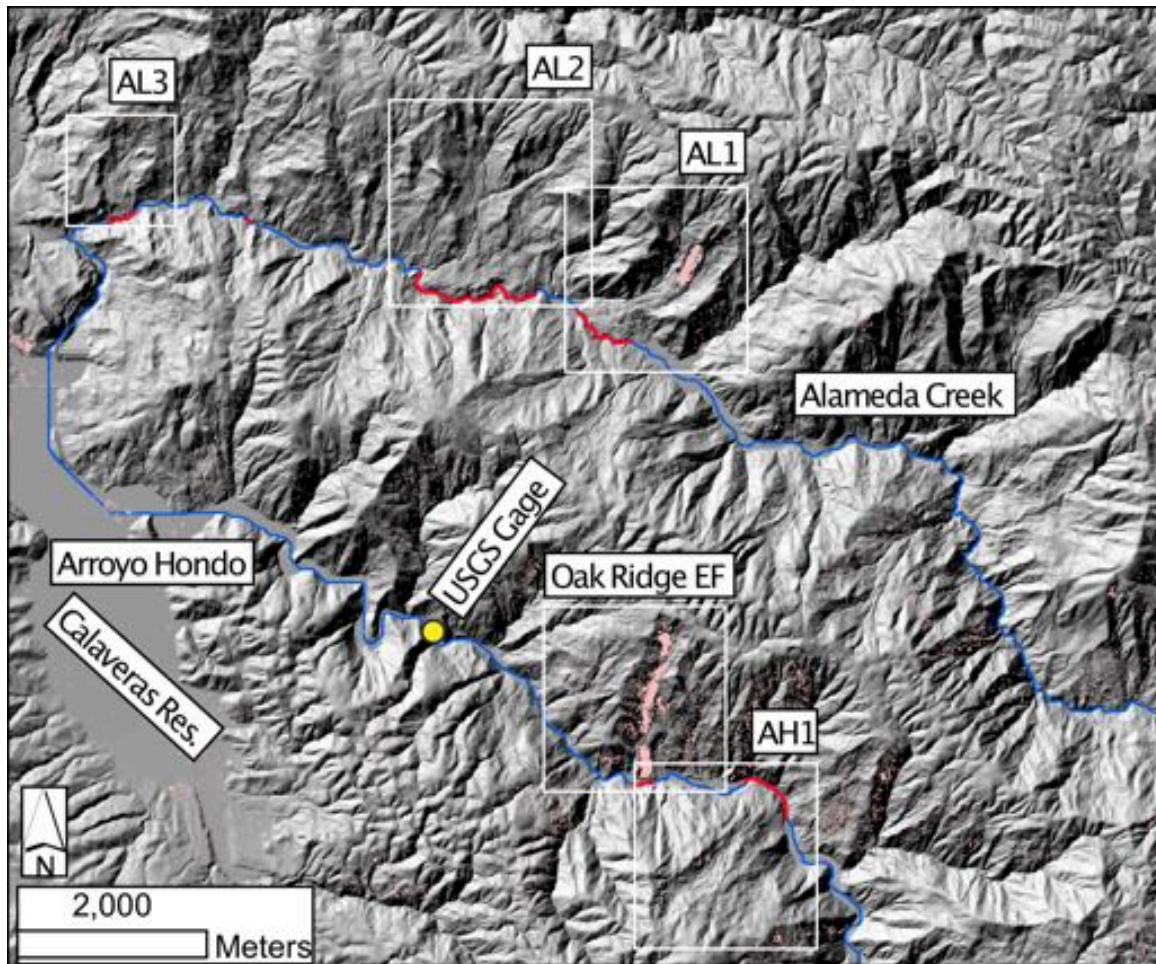 AL3
AL2
AL1
Alameda Creek
USGS Gage
Arroyo Hondo
Oak Ridge EF
Calaveras Res.
AH1
N
2,000
Meters